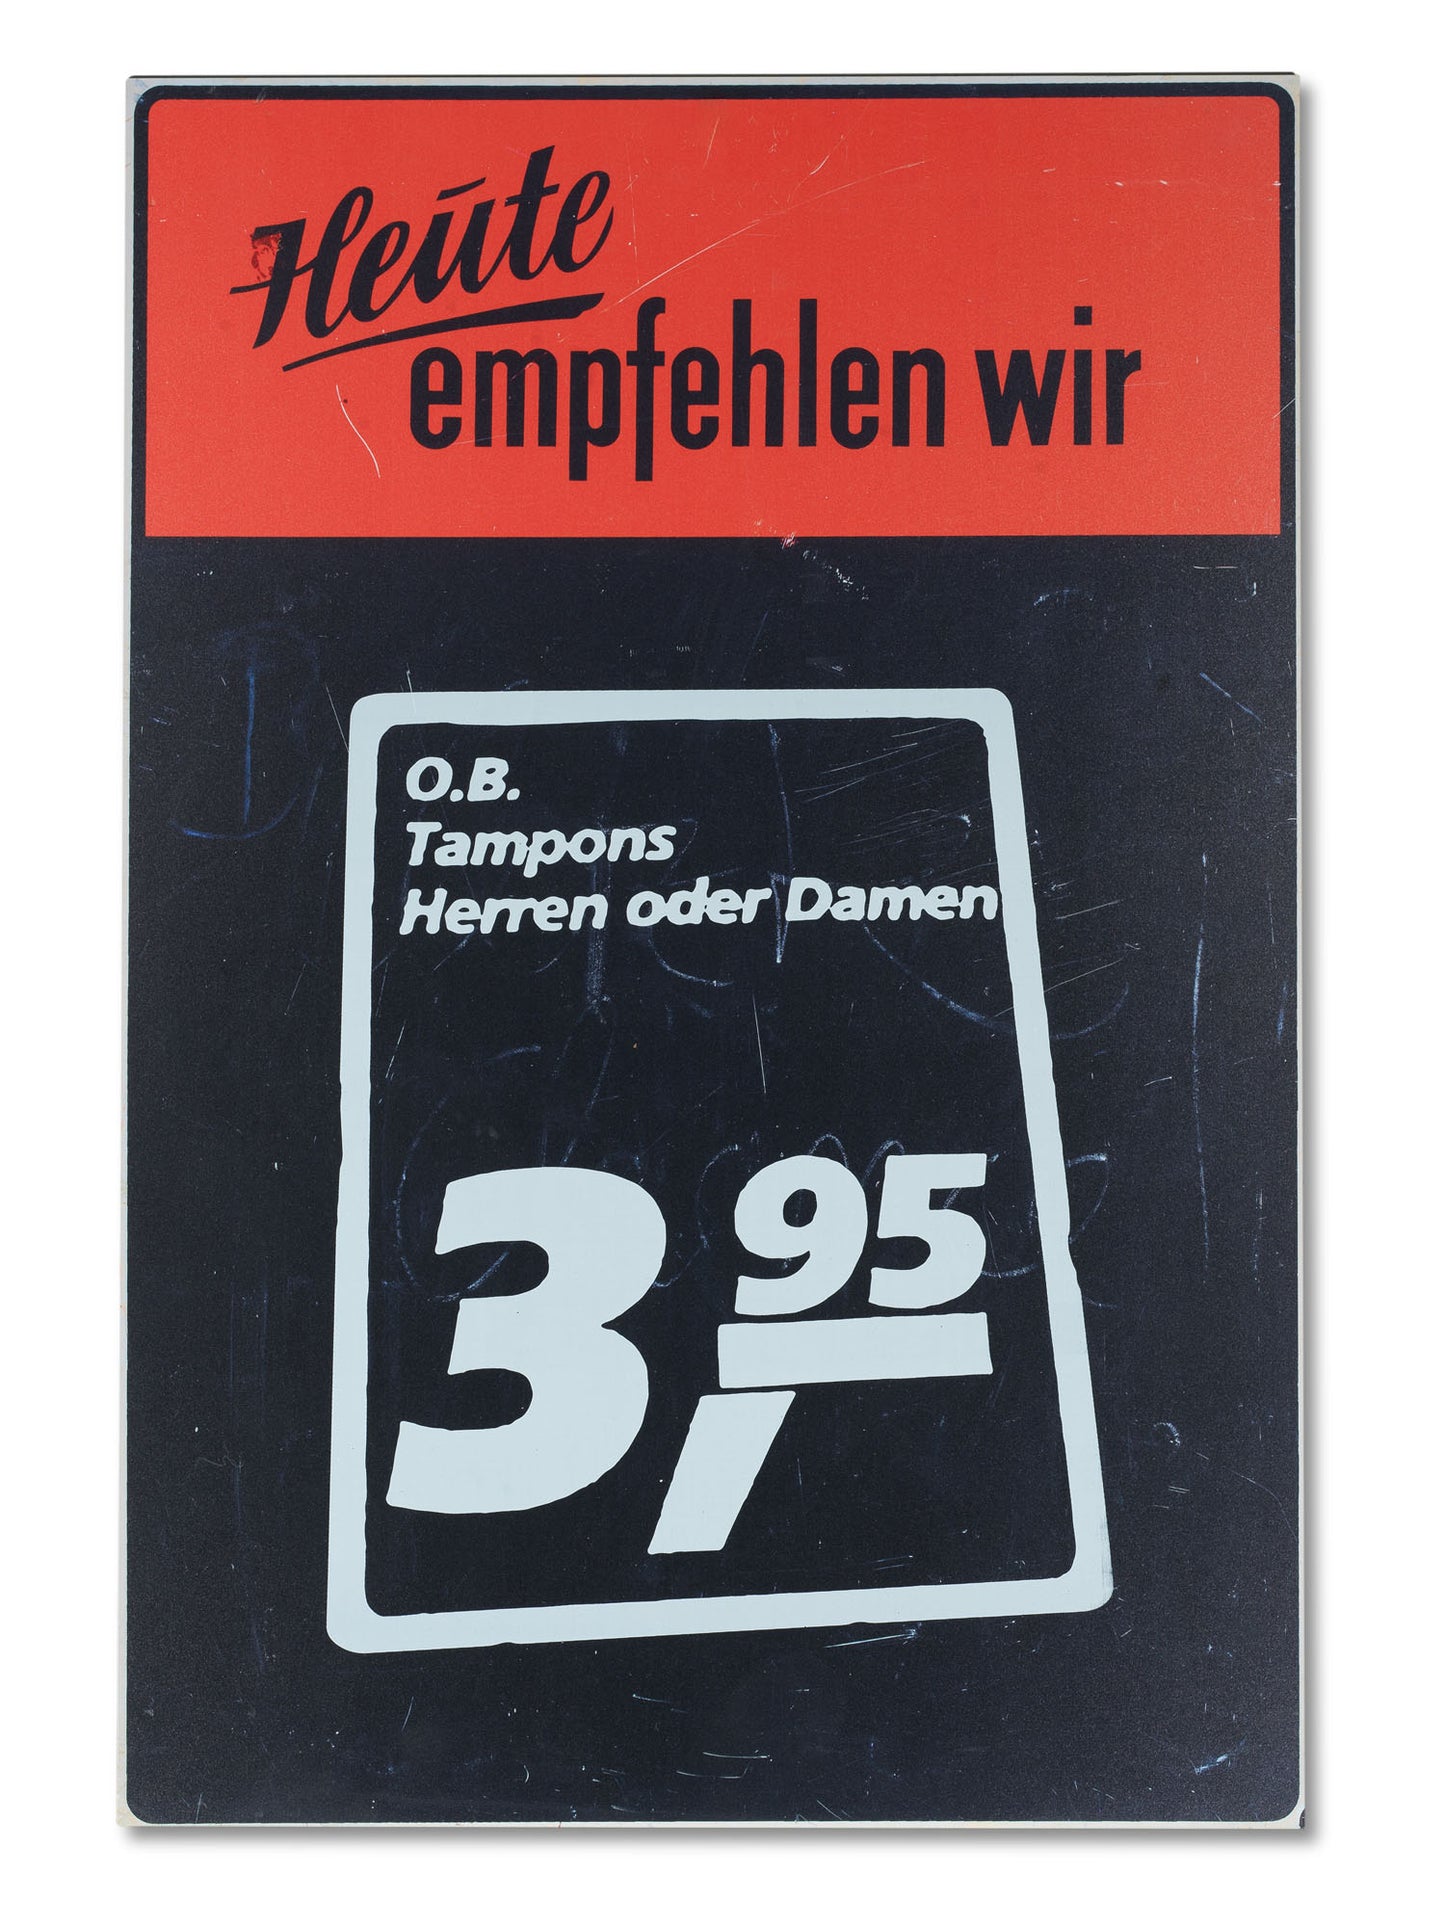 Heute
empfehlen wir
O.B.
Tampons
Herren oder Damen
3,95